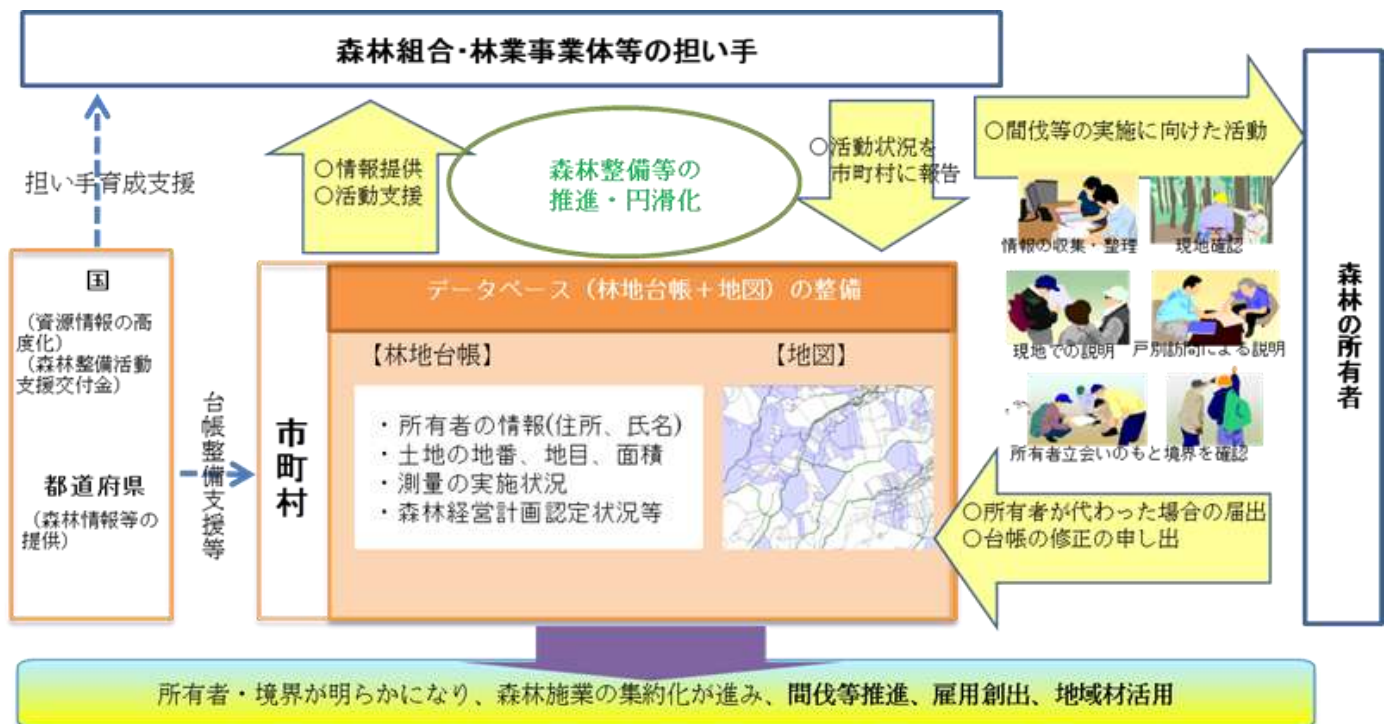 森林組合・林業事業体等の担い手
担い手育成支援
○情報提供
○活動支援
森林整備等の
推進・円滑化
○活動状況を
市町村に報告
○間伐等の実施に向けた活動
情報の収集・整理
現地確認
現地での説明
戸別訪問による説明
所有者立会いのもと境界を確認
森林の所有者
国
（資源情報の高
度化）
（森林整備活動
支援交付金）
都道府県
（森林情報等の
提供）
台帳整備支援等
市町村
データベース（林地台帳＋地図）の整備
【林地台帳】
・所有者の情報(住所、氏名)
・土地の地番、地目、面積
・測量の実施状況
・森林経営計画認定状況等
【地図】
○所有者が代わった場合の届出
○台帳の修正の申し出
所有者・境界が明らかになり、森林施業の集約化が進み、間伐等推進、雇用創出、地域材活用